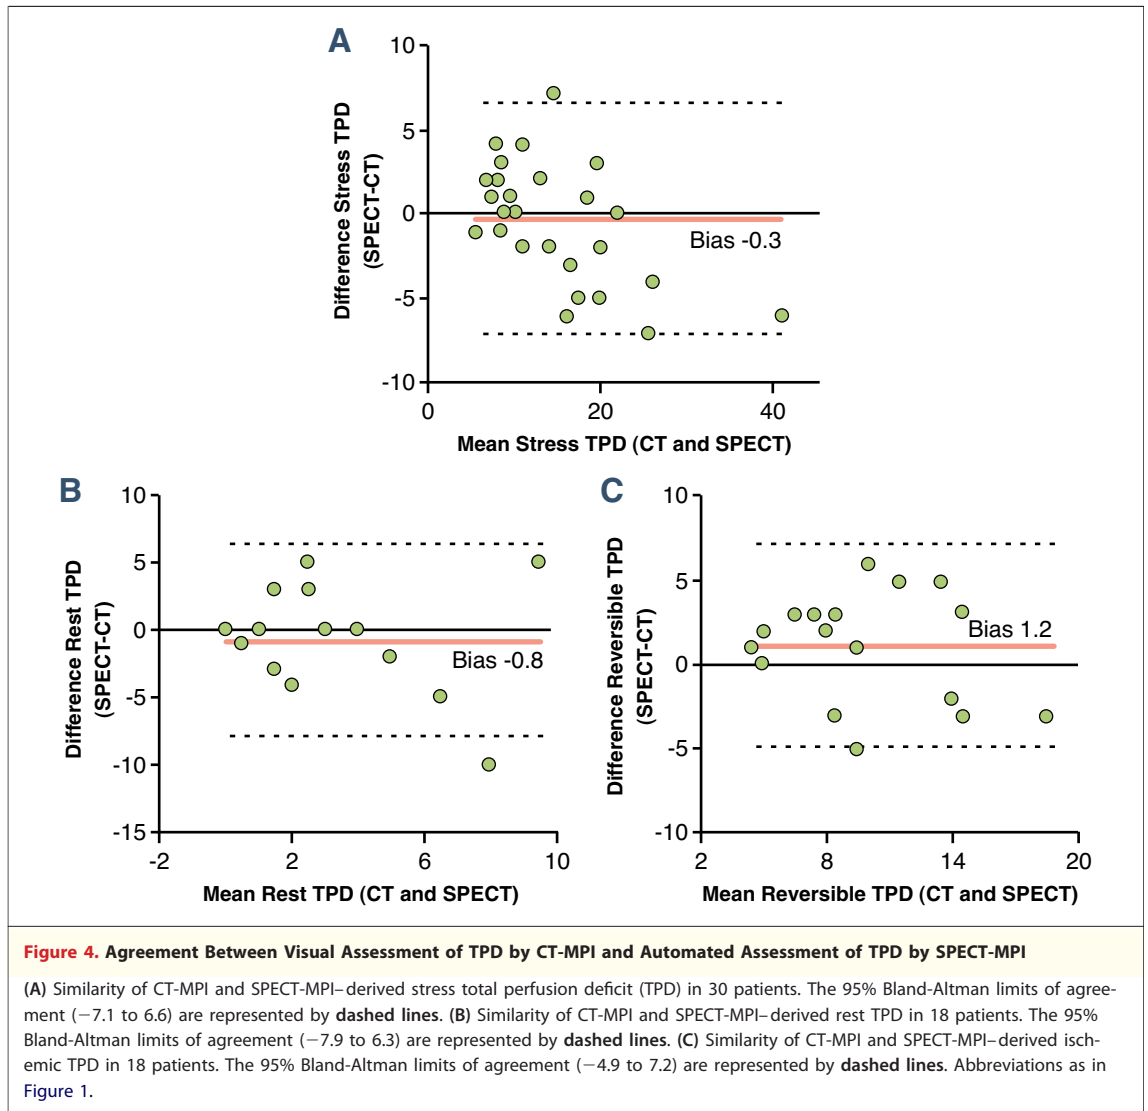 A
10
5
0
-5
-10
Difference Stress TPD
(SPECT-CT)
Bias -0.3
0
20
40
Mean Stress TPD (CT and SPECT)
B
10
5
0
-5
-10
-15
Difference Rest TPD
(SPECT-CT)
Bias -0.8
-2
2
6
10
Mean Rest TPD (CT and SPECT)
C
10
5
0
-5
-10
Difference Reversible TPD
(SPECT-CT)
Bias 1.2
2
8
14
20
Mean Reversible TPD (CT and SPECT)
Figure 4. Agreement Between Visual Assessment of TPD by CT-MPI and Automated Assessment of TPD by SPECT-MPI
(A) Similarity of CT-MPI and SPECT-MPI–derived stress total perfusion deficit (TPD) in 30 patients. The 95% Bland-Altman limits of agree-
ment (−7.1 to 6.6) are represented by dashed lines. (B) Similarity of CT-MPI and SPECT-MPI–derived rest TPD in 18 patients. The 95%
Bland-Altman limits of agreement (−7.9 to 6.3) are represented by dashed lines. (C) Similarity of CT-MPI and SPECT-MPI–derived isch-
emic TPD in 18 patients. The 95% Bland-Altman limits of agreement (−4.9 to 7.2) are represented by dashed lines. Abbreviations as in
Figure 1.